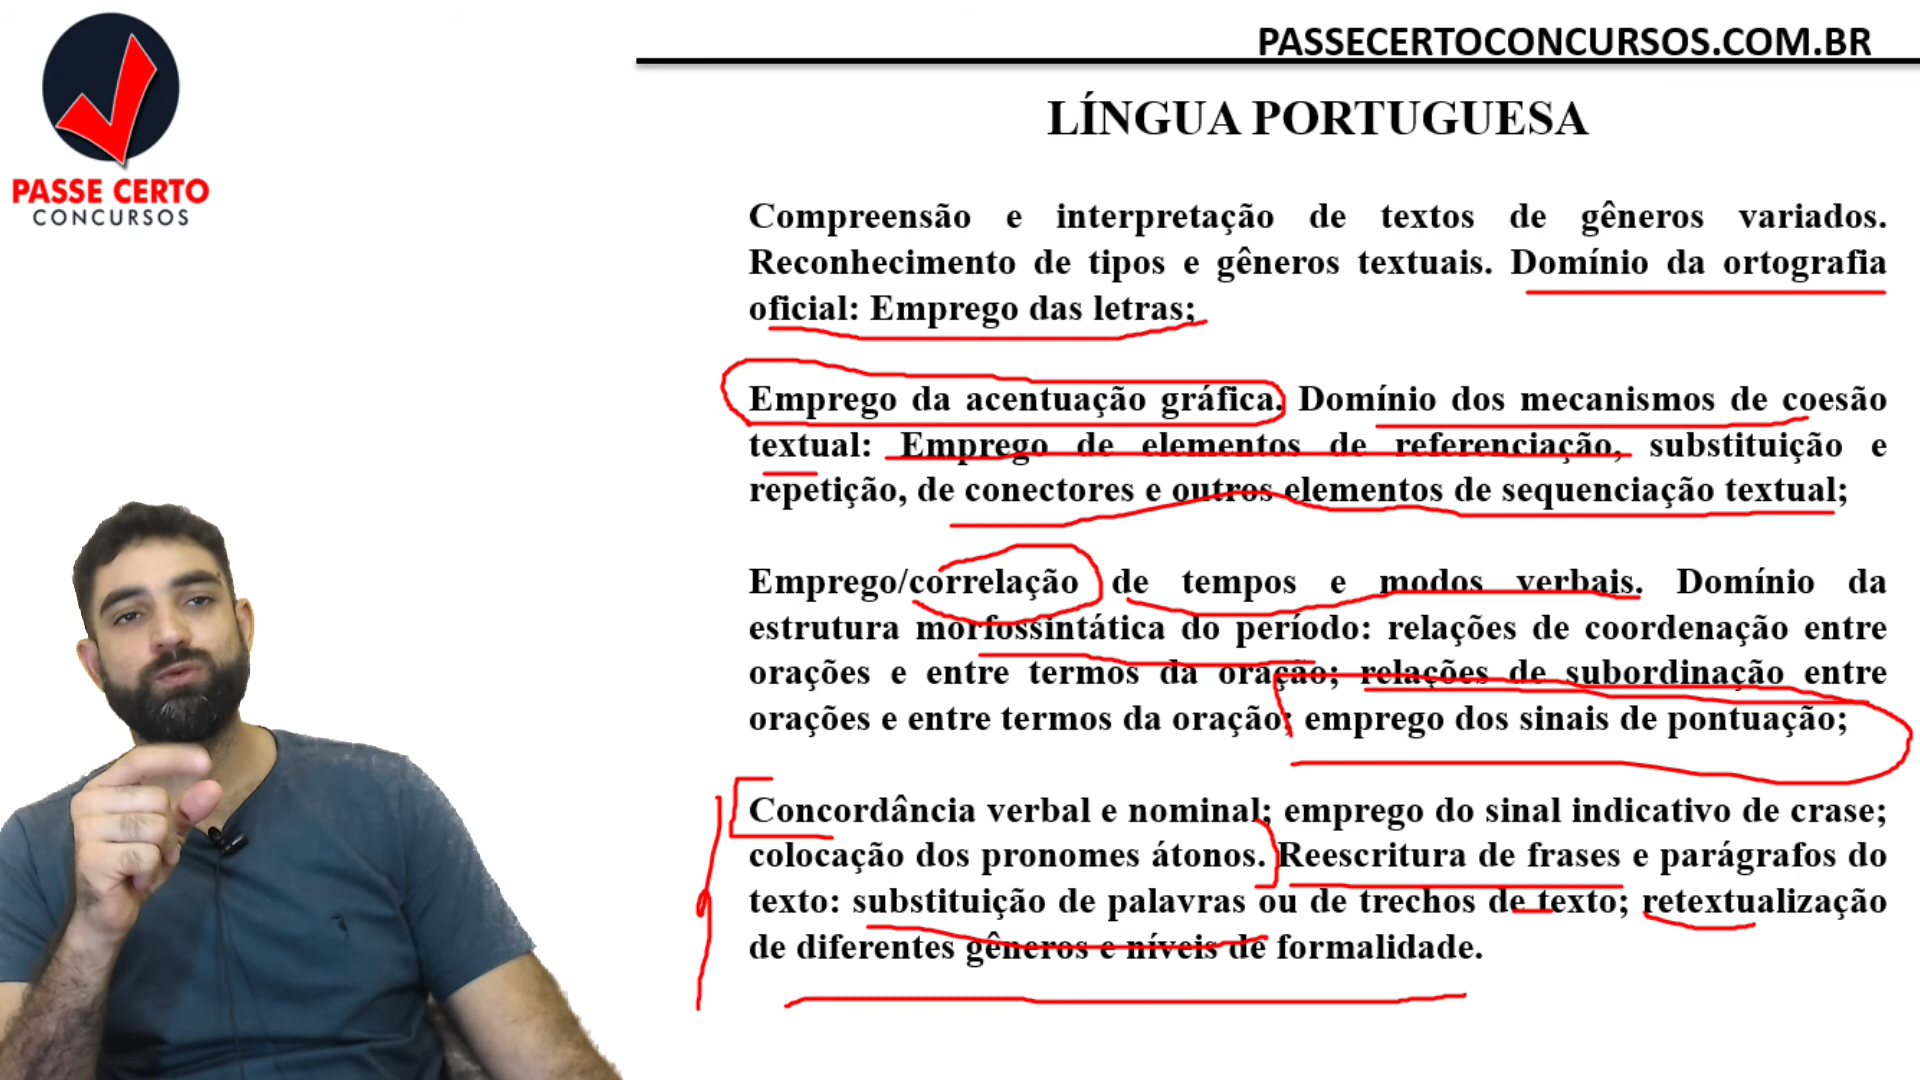 PASSECERTOCONCURSOS.COM.BR
PASSE CERTO
CONCURSOS
LÍNGUA PORTUGUESA
Compreensão e interpretação de textos de gêneros variados.
Reconhecimento de tipos e gêneros textuais. Domínio da ortografia
oficial: Emprego das letras;
Emprego da acentuação gráfica. Domínio dos mecanismos de coesão
textual: Emprego de elementos de referenciação, substituição e
repetição, de conectores e outros elementos de sequenciação textual;
Emprego/correlação de tempos e modos verbais. Domínio da
estrutura morfossintática do período: relações de coordenação entre
orações e entre termos da oração; relações de subordinação entre
orações e entre termos da oração; emprego dos sinais de pontuação;
Concordância verbal e nominal; emprego do sinal indicativo de crase;
colocação dos pronomes átonos. Reescritura de frases e parágrafos do
texto: substituição de palavras ou de trechos de texto; retextualização
de diferentes gêneros e níveis de formalidade.